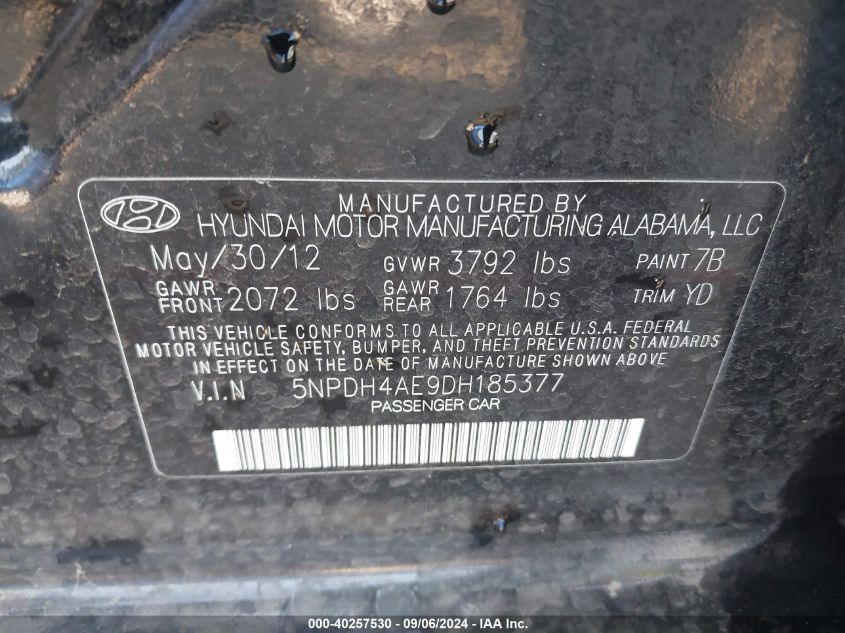 MANUFACTURED BY
HYUNDAI MOTOR MANUFACTURING ALABAMA, LLC
May/30/12 GVWR 3792 lbs PAINT 7B
GAWR FRONT 2072 lbs GAWR REAR 1764 lbs TRIM YD
THIS VEHICLE CONFORMS TO ALL APPLICABLE U.S.A. FEDERAL
MOTOR VEHICLE SAFETY, BUMPER, AND THEFT PREVENTION STANDARDS
IN EFFECT ON THE DATE OF MANUFACTURE SHOWN ABOVE
V.I.N 5NPDH4AE9DH185377
PASSENGER CAR
000-40257530 - 09/06/2024 - IAA Inc.